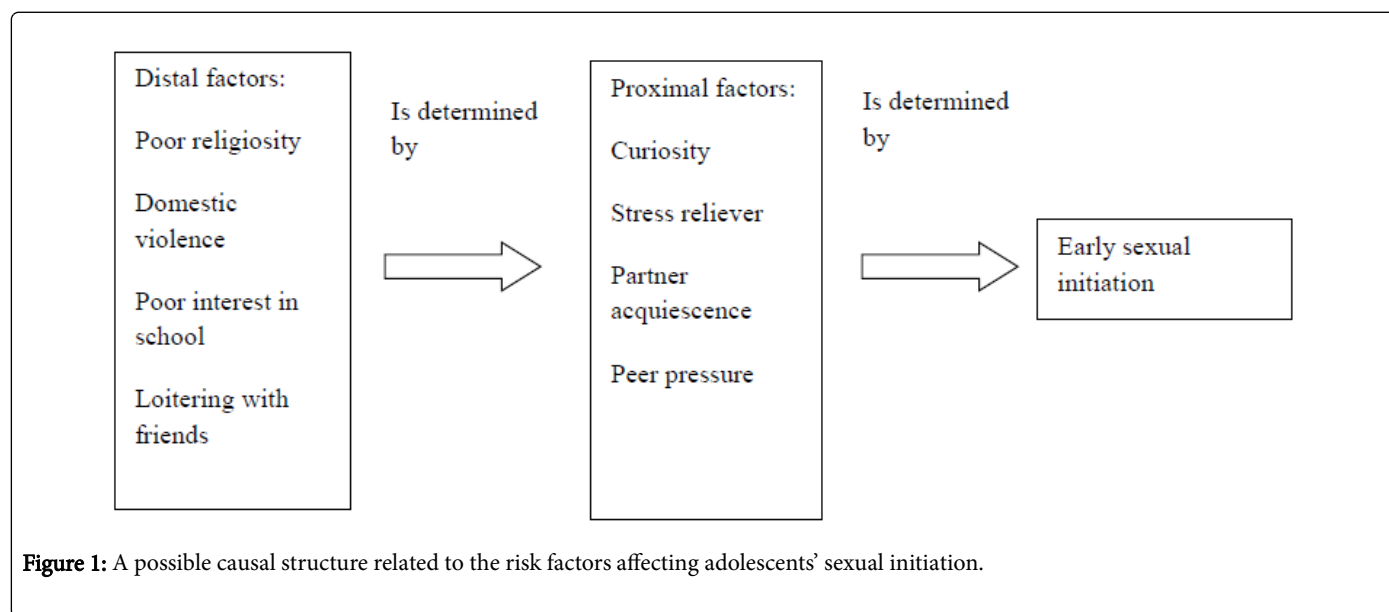 Distal factors:
Poor religiosity
Domestic
violence
Poor interest in
school
Loitering with
friends
Is determined
by
Proximal factors:
Curiosity
Stress reliever
Partner
acquiescence
Peer pressure
Is determined
by
Early sexual
initiation
Figure 1: A possible causal structure related to the risk factors affecting adolescents’ sexual initiation.